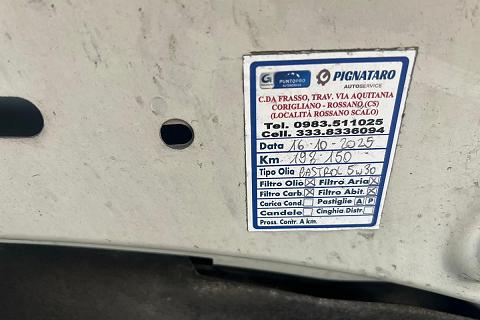 G PUNTOPRO PIGNATARO
AUTOSERVICE
C.DA FRASSO, TRAV. VIA AQUITANIA
CORIGLIANO - ROSSANO (CS)
(LOCALITÀ ROSSANO SCALO)
Tel. 0983.511025
Cell. 333.8336094
Data 16-10-2025
Km 198.150
Tipo Olio BASTROL 5W30
Filtro Olio Filtro Aria
Filtro Carb. Filtro Abit.
Carica Cond. Pastiglie A P
Candele Cinghia Distr.
Pross. Contr. A km.